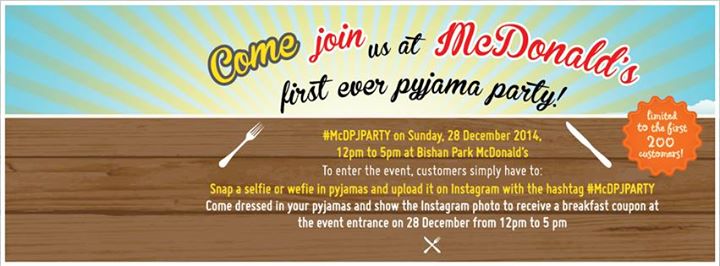 Come join us at McDonald's
first ever pyjama party!
limited
to the first
200
customers!
#McDPJPARTY on Sunday, 28 December 2014,
12pm to 5pm at Bishan Park McDonald's
To enter the event, customers simply have to:
Snap a selfie or wefie in pyjamas and upload it on Instagram with the hashtag #McDPJPARTY
Come dressed in your pyjamas and show the Instagram photo to receive a breakfast coupon at
the event entrance on 28 December from 12pm to 5 pm